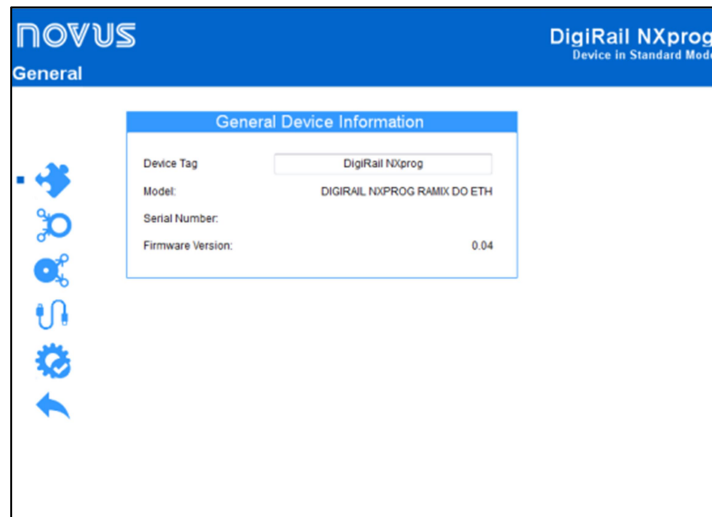 novus
DigiRail NXprog
Device in Standard Mode
General
General Device Information
Device Tag DigiRail NXprog
Model: DIGIRAIL NXPROG RAMIX DO ETH
Serial Number:
Firmware Version: 0.04